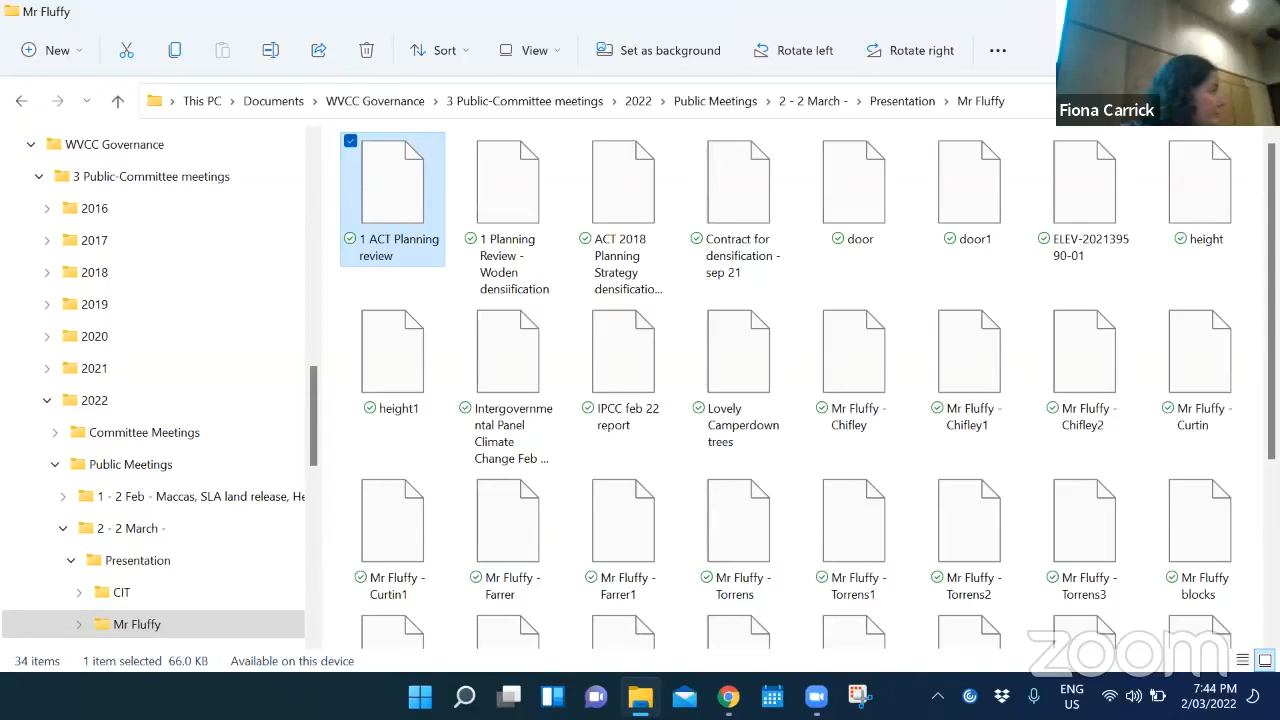 Mr Fluffy
New
Sort
View
Set as background
Rotate left
Rotate right
Fiona Carrick
This PC
Documents
WVCC Governance
3 Public-Committee meetings
2022
Public Meetings
2 - 2 March -
Presentation
Mr Fluffy
WVCC Governance
3 Public-Committee meetings
2016
2017
2018
2019
2020
2021
2022
Committee Meetings
Public Meetings
1 - 2 Feb - Maccas, SLA land release, He
2 - 2 March -
Presentation
CIT
Mr Fluffy
1 ACT Planning
review
1 Planning
Review -
Woden
densiification
ACT 2018
Planning
Strategy
densificatio...
Contract for
densification -
sep 21
door
door1
ELEV-2021395
90-01
height
height1
Intergovernme
ntal Panel
Climate
Change Feb ...
IPCC feb 22
report
Lovely
Camperdown
trees
Mr Fluffy -
Chifley
Mr Fluffy -
Chifley1
Mr Fluffy -
Chifley2
Mr Fluffy -
Curtin
Mr Fluffy -
Curtin1
Mr Fluffy -
Farrer
Mr Fluffy -
Farrer1
Mr Fluffy -
Torrens
Mr Fluffy -
Torrens1
Mr Fluffy -
Torrens2
Mr Fluffy -
Torrens3
Mr Fluffy
blocks
34 items
1 item selected 66.0 KB
Available on this device
zoom
ENG
US
7:44 PM
2/03/2022